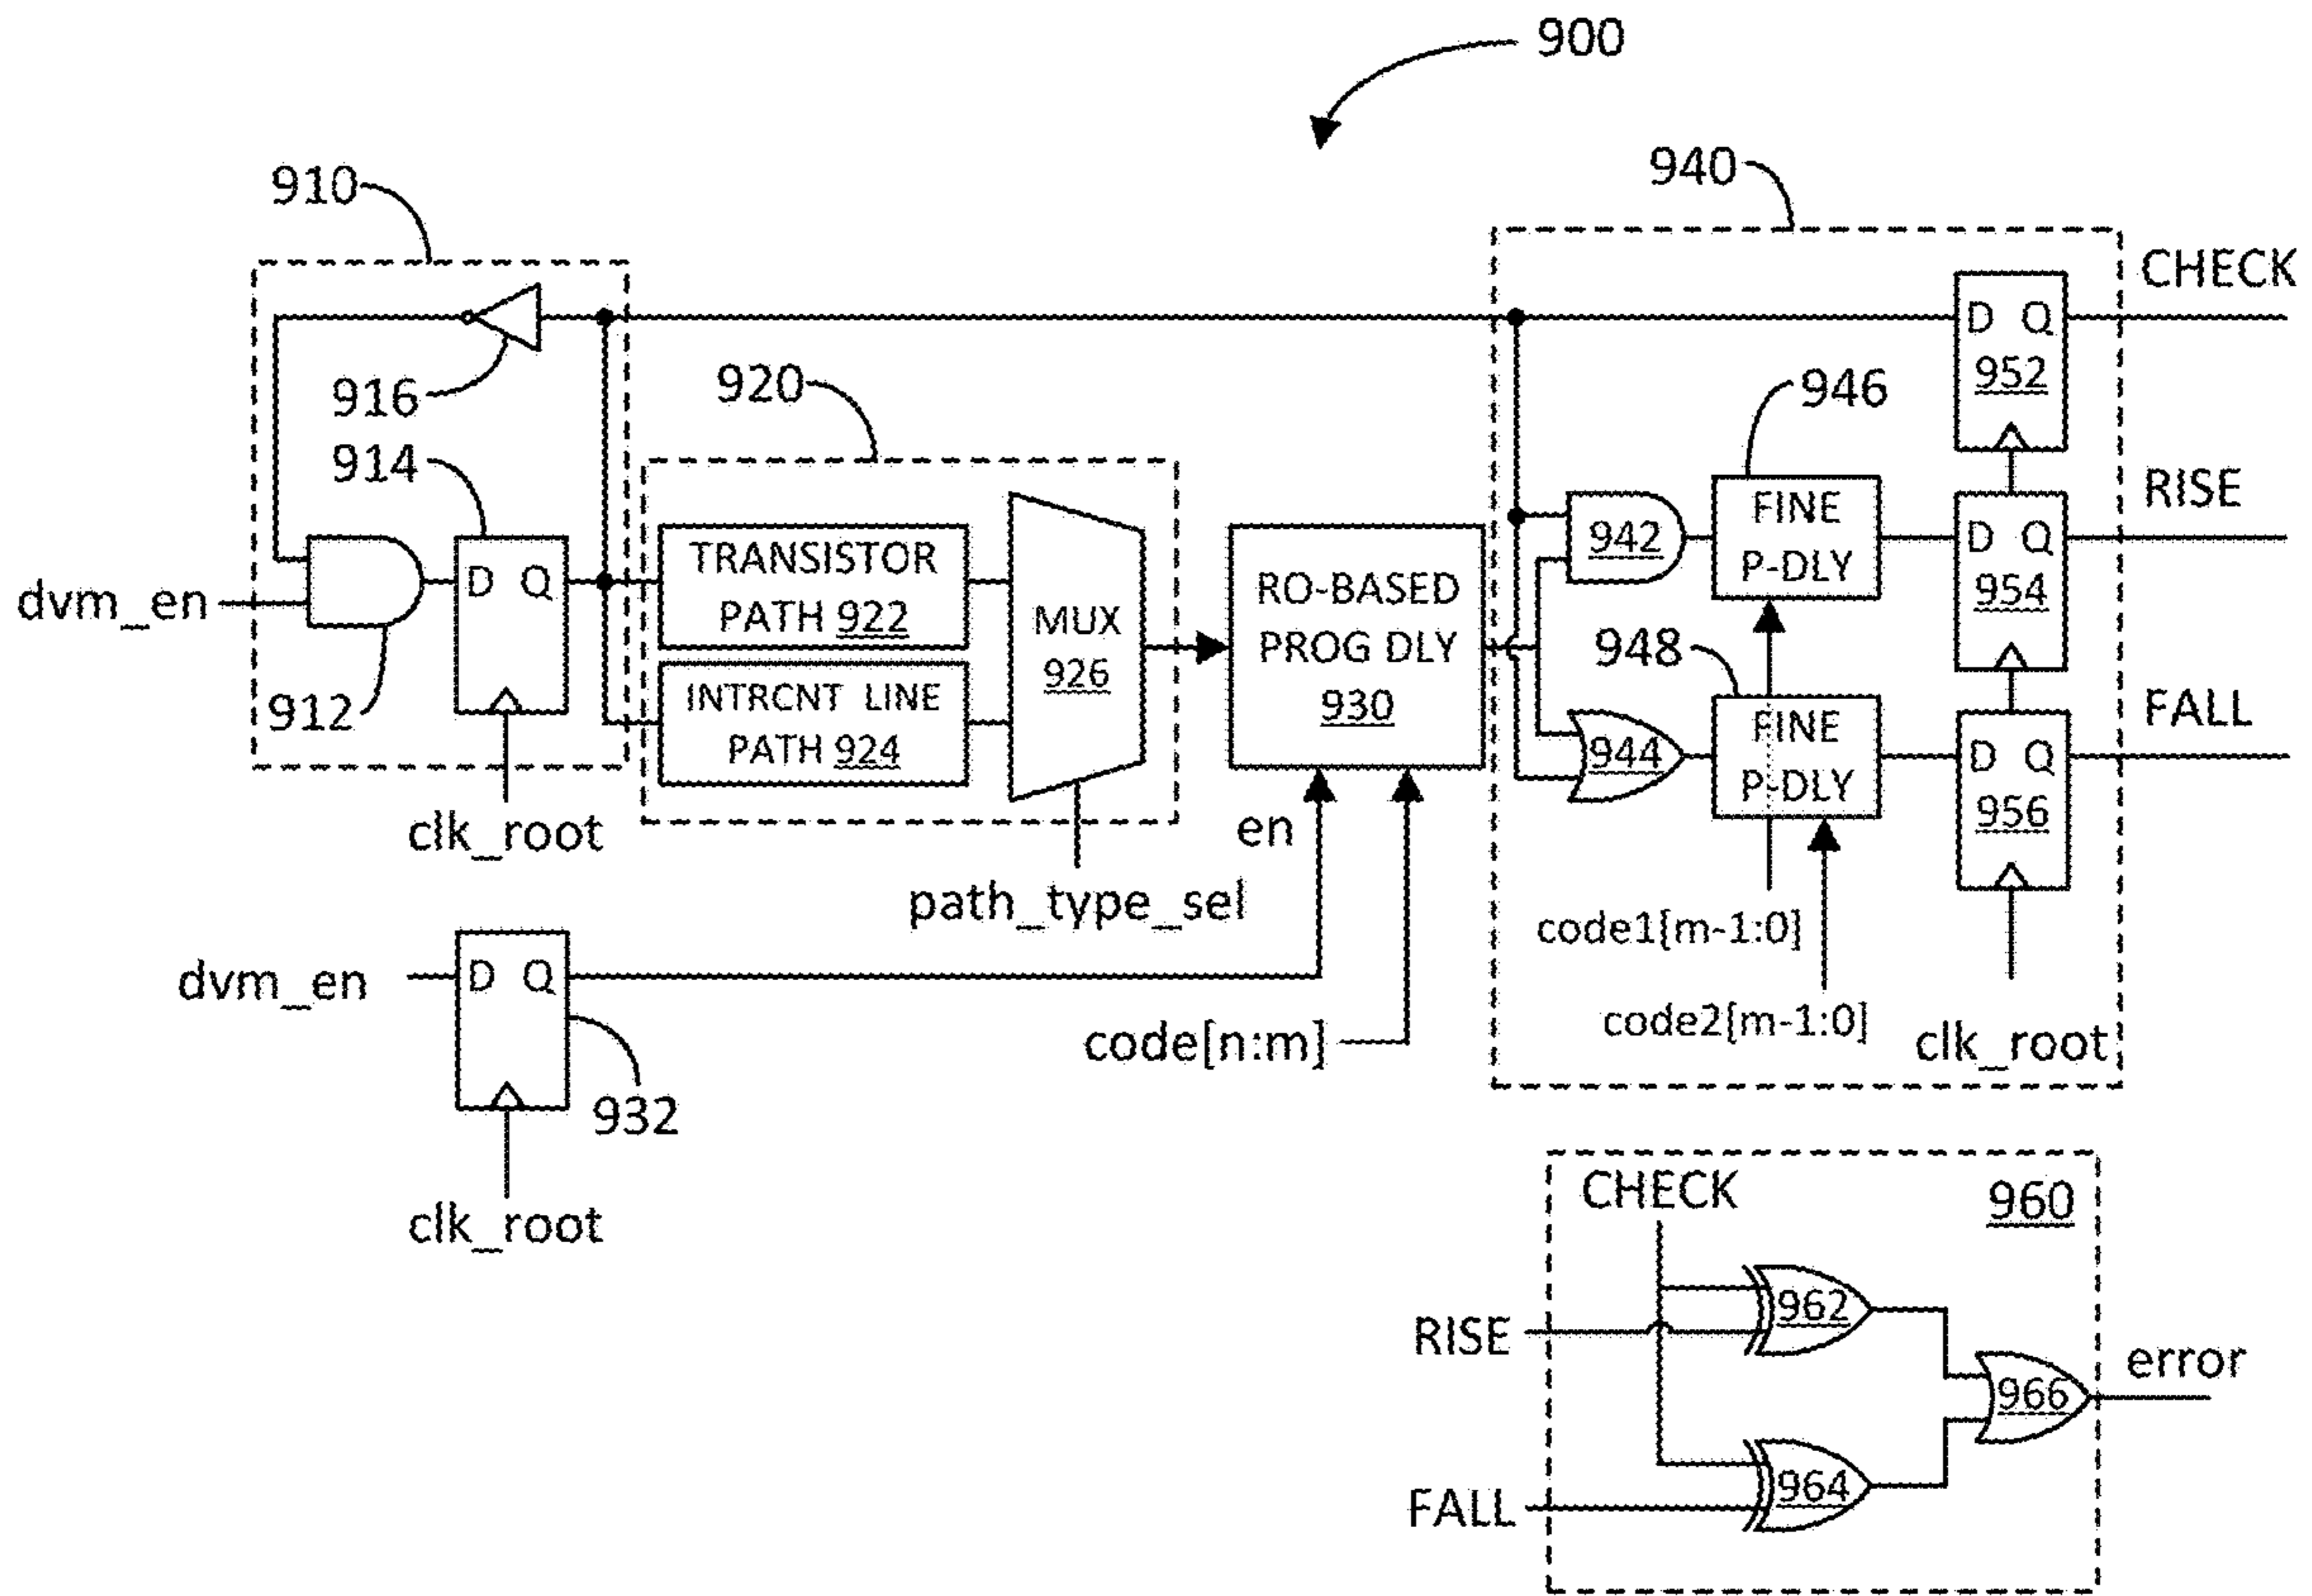 900
940
910
CHECK
D Q
952
916
920
946
RISE
914
TRANSISTOR
PATH 922
MUX
926
INTRCNT LINE
PATH 924
RO-BASED
PROG DLY
930
942
FINE
P-DLY
D Q
954
dvm_en
D Q
912
948
FALL
944
FINE
P-DLY
D Q
956
clk_root
en
path_type_sel
code1[m-1:0]
dvm_en
D Q
code[n:m]
code2[m-1:0]
clk_root
932
clk_root
CHECK
960
RISE
962
error
966
FALL
964